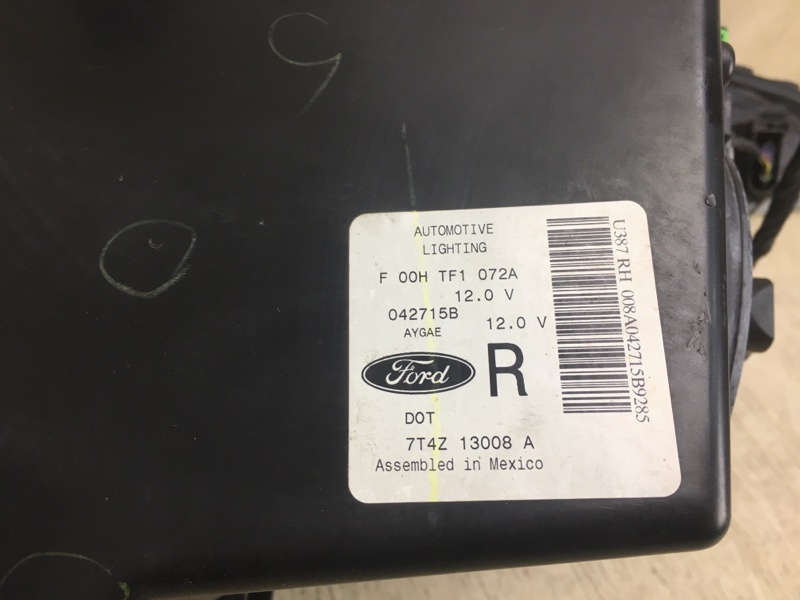 AUTOMOTIVE
LIGHTING
F 00H TF1 072A
12.0 V
042715B 12.0 V
AYGAE
Ford R
DOT
7T4Z 13008 A
Assembled in Mexico
U387 RH 008A042715B9285